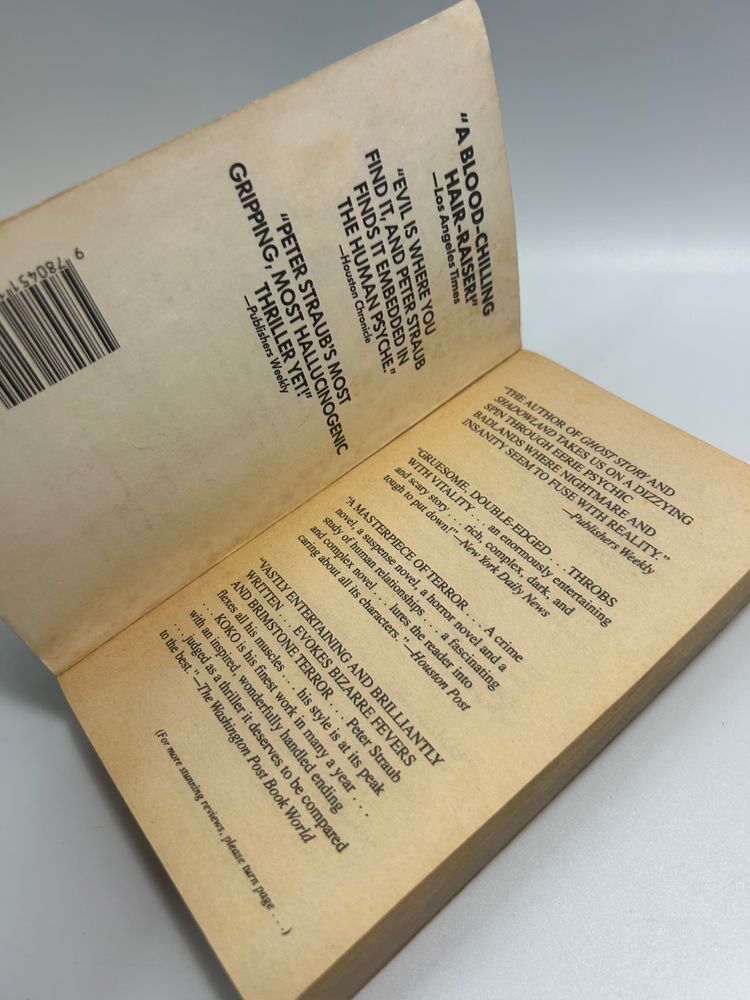 "A BLOOD-CHILLING
HAIR-RAISER!"
—Los Angeles Times
"EVIL IS WHERE YOU
FIND IT, AND PETER STRAUB
FINDS IT EMBEDDED IN
THE HUMAN PSYCHE."
—Houston Chronicle
"PETER STRAUB'S MOST
GRIPPING, MOST HALLUCINOGENIC
THRILLER YET!"
—Publishers Weekly
9 780451
"THE AUTHOR OF GHOST STORY AND
SHADOWLAND TAKES US ON A DIZZYING
SPIN THROUGH EERIE PSYCHIC
BADLANDS WHERE NIGHTMARE AND
INSANITY SEEM TO FUSE WITH REALITY."
—Publishers Weekly
"GRUESOME, DOUBLE-EDGED . . . THROBS
WITH VITALITY . . . an enormously entertaining
and scary story . . . rich, complex, dark, and
tough to put down!"—New York Daily News
"A MASTERPIECE OF TERROR . . . A crime
novel, a suspense novel, a horror novel and a
study of human relationships . . . a fascinating
and complex novel . . . lures the reader into
caring about all its characters."—Houston Post
"VASTLY ENTERTAINING AND BRILLIANTLY
WRITTEN . . . EVOKES BIZARRE FEVERS
AND BRIMSTONE TERROR . . . Peter Straub
flexes all his muscles . . . his style is at its peak
. . . KOKO is his finest work in many a year . . .
with an inspired, wonderfully handled ending
. . . judged as a thriller it deserves to be compared
to the best."—The Washington Post Book World
(For more stunning reviews, please turn page . . .)